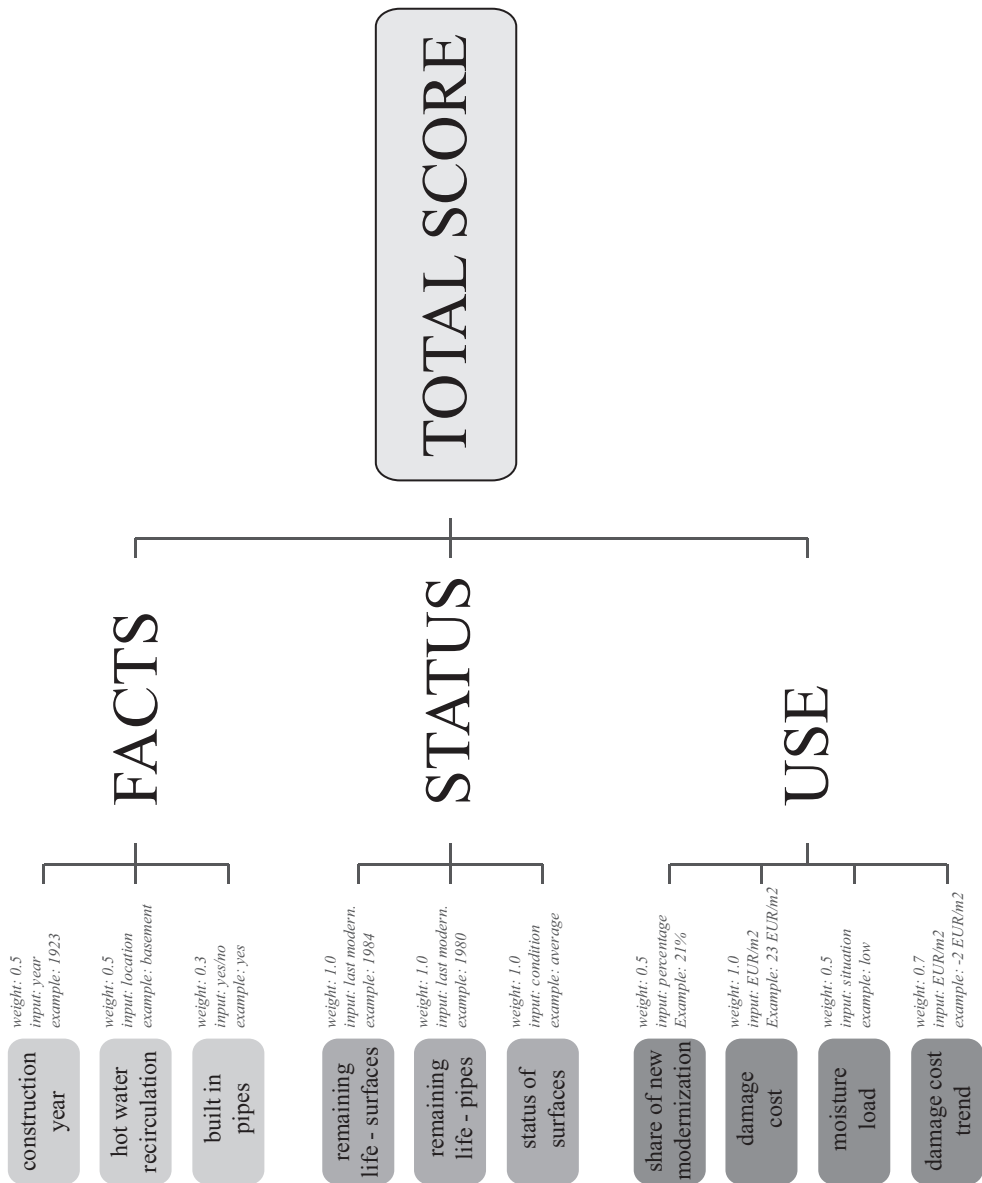 TOTAL SCORE
FACTS
construction
year
weight: 0.5
input: year
example: 1923
hot water
recirculation
weight: 0.5
input: location
example: basement
built in
pipes
weight: 0.3
input: yes/no
example: yes
STATUS
remaining
life - surfaces
weight: 1.0
input: last modern.
example: 1984
remaining
life - pipes
weight: 1.0
input: last modern.
example: 1980
status of
surfaces
weight: 1.0
input: condition
example: average
USE
share of new
modernization
weight: 0.5
input: percentage
Example: 21%
damage
cost
weight: 1.0
input: EUR/m2
Example: 23 EUR/m2
moisture
load
weight: 0.5
input: situation
example: low
damage cost
trend
weight: 0.7
input: EUR/m2
example: -2 EUR/m2